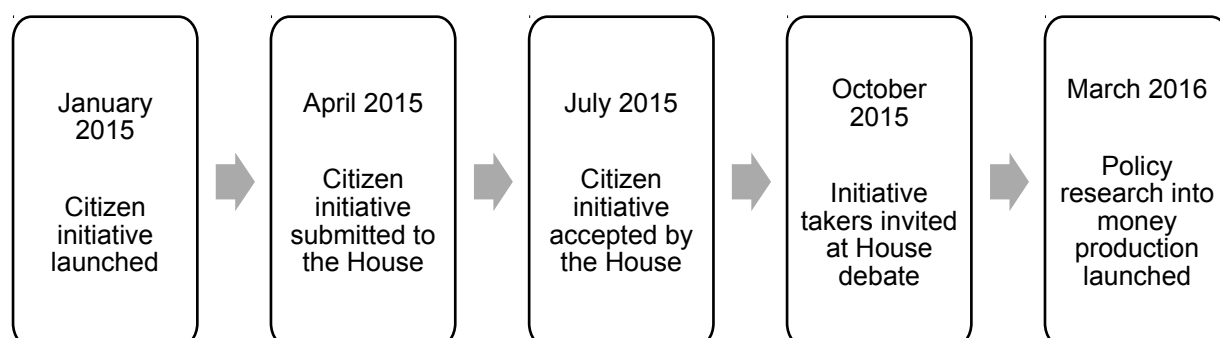 January
2015
Citizen
initiative
launched
April 2015
Citizen
initiative
submitted to
the House
July 2015
Citizen
initiative
accepted by
the House
October
2015
Initiative
takers invited
at House
debate
March 2016
Policy
research into
money
production
launched